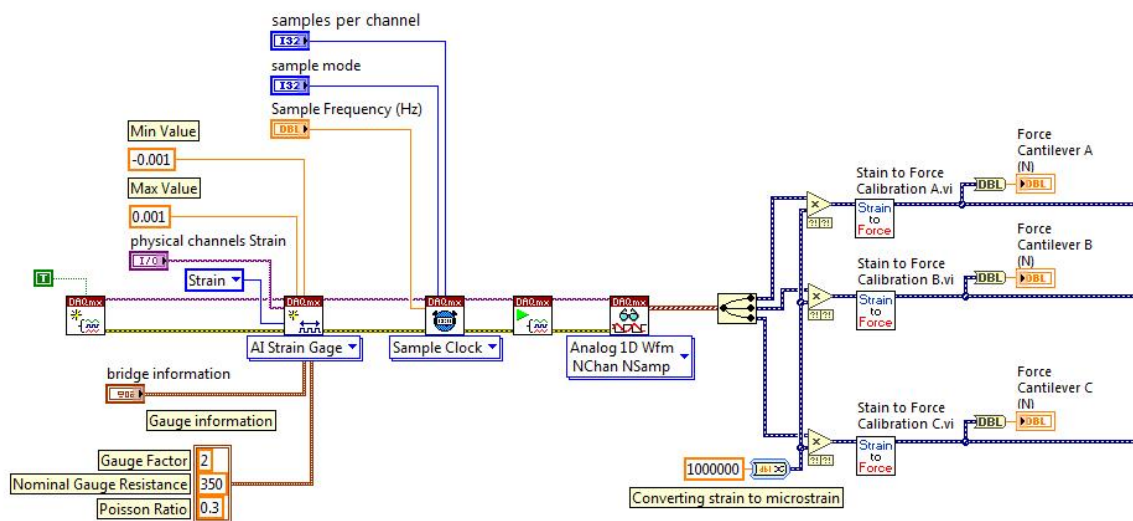 samples per channel
I32
sample mode
I32
Sample Frequency (Hz)
DBL
Min Value
-0.001
Max Value
0.001
physical channels Strain
I/O
Strain
T
DAQmx
DAQmx
DAQmx
DAQmx
DAQmx
AI Strain Gage
Sample Clock
Analog 1D Wfm
NChan NSamp
bridge information
Gauge information
Gauge Factor
2
Nominal Gauge Resistance
350
Poisson Ratio
0.3
Force
Cantilever A
(N)
Stain to Force
Calibration A.vi
DBL
DBL
Strain
to
Force
Force
Cantilever B
(N)
Stain to Force
Calibration B.vi
DBL
DBL
Strain
to
Force
Force
Cantilever C
(N)
Stain to Force
Calibration C.vi
DBL
DBL
Strain
to
Force
1000000
Converting strain to microstrain